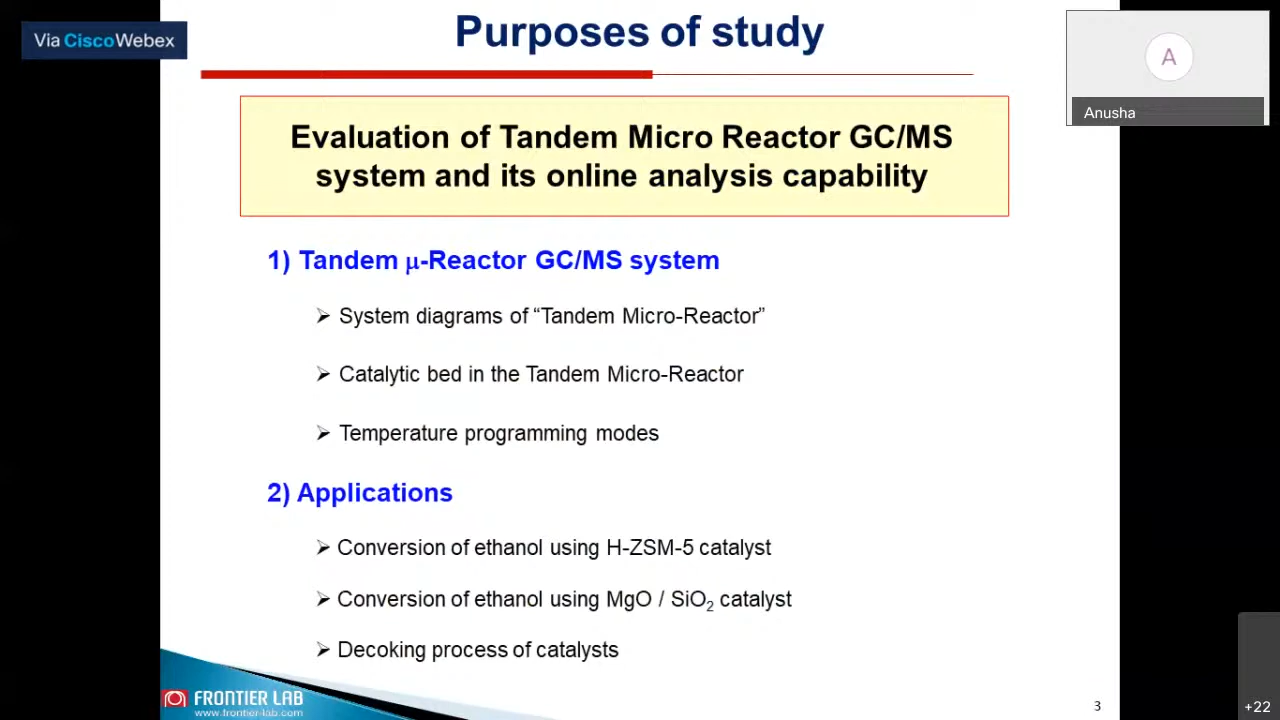 Via CiscoWebex
Purposes of study
A
Anusha
Evaluation of Tandem Micro Reactor GC/MS
system and its online analysis capability
1) Tandem μ-Reactor GC/MS system
➢ System diagrams of “Tandem Micro-Reactor”
➢ Catalytic bed in the Tandem Micro-Reactor
➢ Temperature programming modes
2) Applications
➢ Conversion of ethanol using H-ZSM-5 catalyst
➢ Conversion of ethanol using MgO / SiO₂ catalyst
➢ Decoking process of catalysts
FRONTIER LAB
www.frontier-lab.com
3
+22